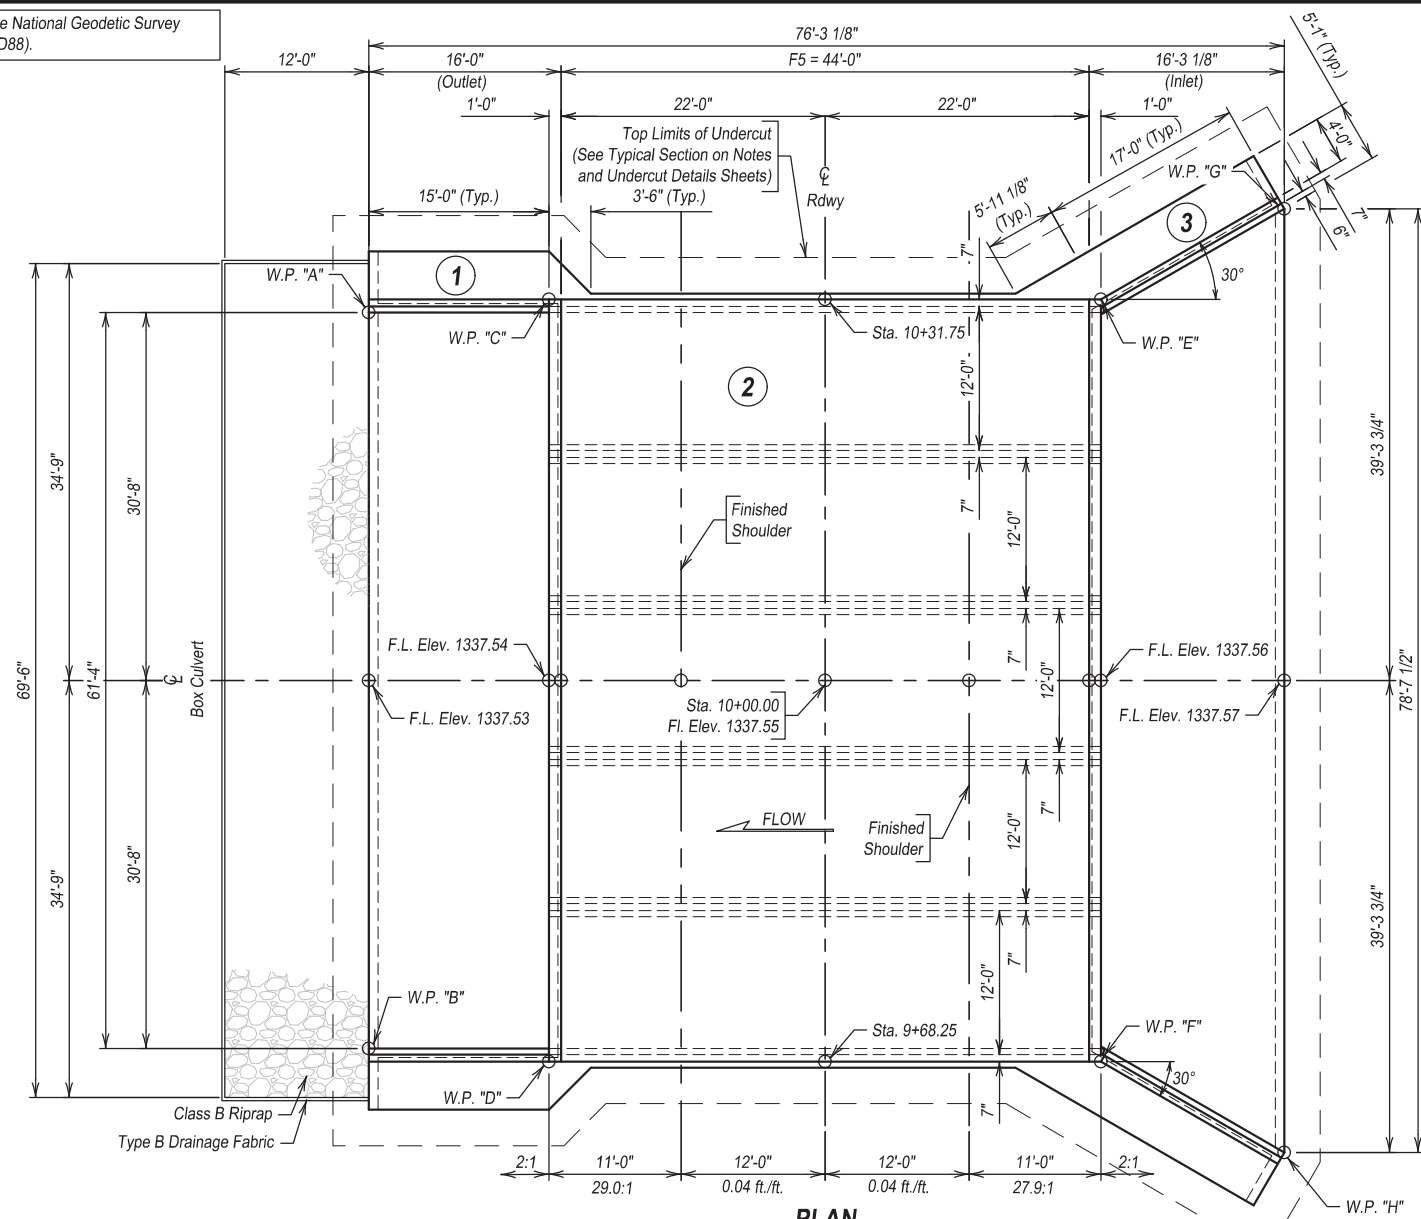 e National Geodetic Survey
D88).
76'-3 1/8"
12'-0"
16'-0"
(Outlet)
F5 = 44'-0"
16'-3 1/8"
(Inlet)
5'-1" (Typ.)
1'-0"
22'-0"
22'-0"
1'-0"
Top Limits of Undercut
(See Typical Section on Notes
and Undercut Details Sheets)
℄
Rdwy
17'-0" (Typ.)
4'-0"
W.P. "G"
15'-0" (Typ.)
3'-6" (Typ.)
5'-11 1/8"
(Typ.)
7"
6"
3
7"
30°
W.P. "A"
1
W.P. "C"
Sta. 10+31.75
W.P. "E"
2
12'-0"
34'-9"
30'-8"
39'-3 3/4"
7"
Finished
Shoulder
12'-0"
7"
12'-0"
F.L. Elev. 1337.54
F.L. Elev. 1337.56
69'-6"
61'-4"
℄
Box Culvert
F.L. Elev. 1337.53
Sta. 10+00.00
Fl. Elev. 1337.55
F.L. Elev. 1337.57
78'-7 1/2"
7"
FLOW
Finished
Shoulder
12'-0"
34'-9"
30'-8"
39'-3 3/4"
7"
12'-0"
W.P. "B"
Sta. 9+68.25
W.P. "F"
W.P. "D"
30°
7"
Class B Riprap
Type B Drainage Fabric
2:1
11'-0"
12'-0"
12'-0"
11'-0"
2:1
29.0:1
0.04 ft./ft.
0.04 ft./ft.
27.9:1
W.P. "H"
PLAN